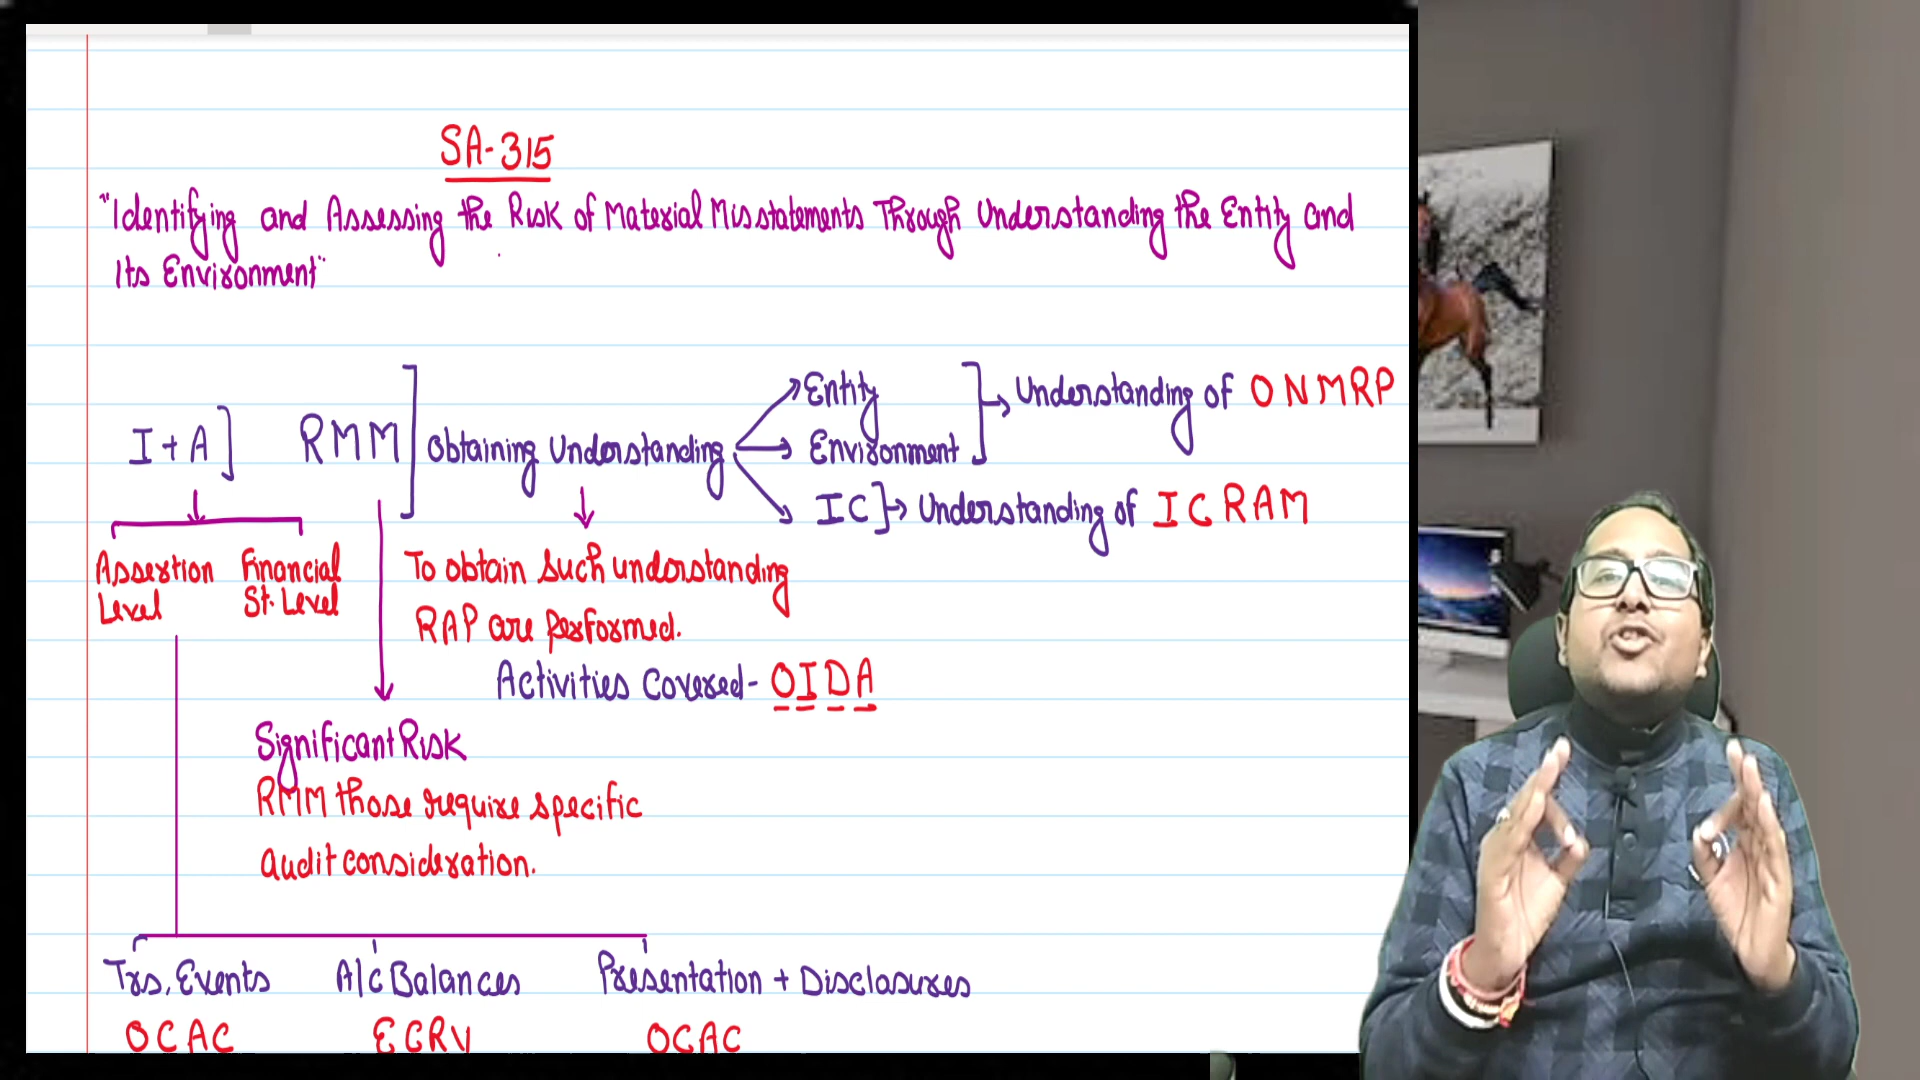 SA-315
"Identifying and Assessing the Risk of Material Misstatements Through Understanding the Entity and
Its Environment"
I + A] RMM] Obtaining Understanding
Entity
Environment
Understanding of ONMRP
IC Understanding of ICRAM
Assertion Level
Financial St. Level
To obtain such understanding
RAP are performed.
Activities Covered- OIDA
Significant Risk
RMM those require specific
audit consideration.
Trs, Events A/c Balances Presentation + Disclosures
OCAC ECRV OCAC